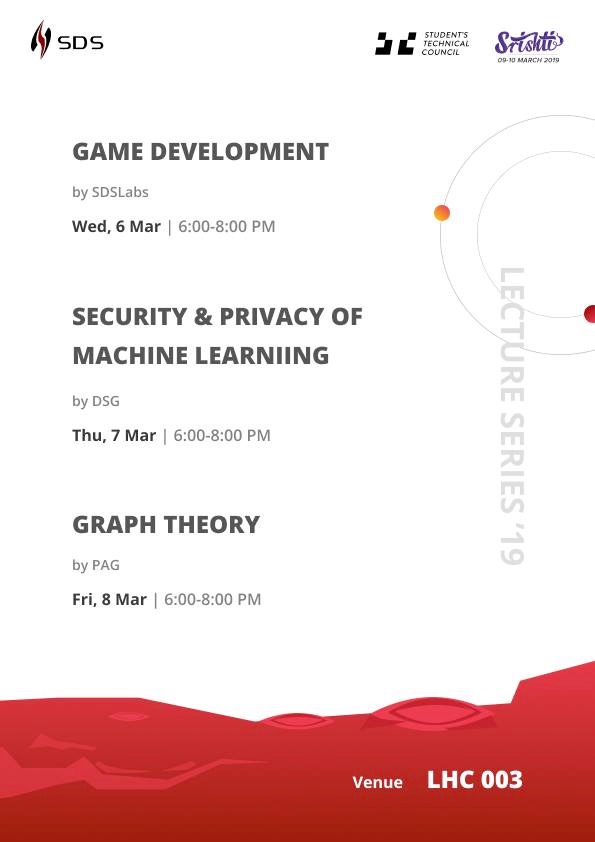 SDS
STUDENT'S
TECHNICAL
COUNCIL
Srishti
09-10 MARCH 2019
GAME DEVELOPMENT
by SDSLabs
Wed, 6 Mar | 6:00-8:00 PM
SECURITY & PRIVACY OF
MACHINE LEARNIING
by DSG
Thu, 7 Mar | 6:00-8:00 PM
GRAPH THEORY
by PAG
Fri, 8 Mar | 6:00-8:00 PM
LECTURE SERIES '19
Venue LHC 003